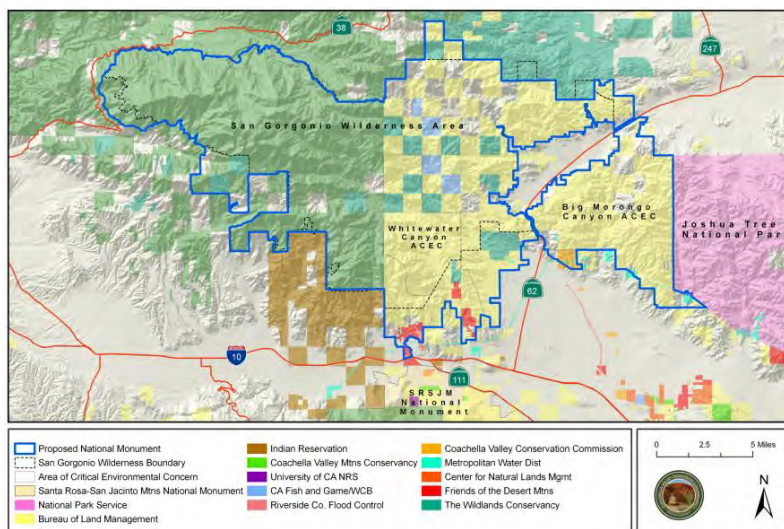 38
247
San Gorgonio Wilderness Area
Big Morongo
Canyon ACEC
Joshua Tree
National Par
Whitewater
Canyon
ACEC
62
10
111
SRSJM
National
Monument
Proposed National Monument
San Gorgonio Wilderness Boundary
Area of Critical Environmental Concern
Santa Rosa-San Jacinto Mtns National Monument
National Park Service
Bureau of Land Management
Indian Reservation
Coachella Valley Mtns Conservancy
University of CA NRS
CA Fish and Game/WCB
Riverside Co. Flood Control
Coachella Valley Conservation Commission
Metropolitan Water Dist
Center for Natural Lands Mgmt
Friends of the Desert Mtns
The Wildlands Conservancy
0 2.5 5 Miles
N